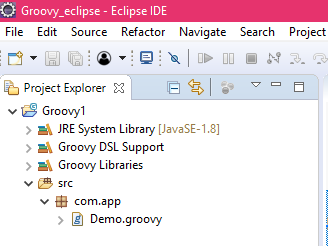 Groovy_eclipse - Eclipse IDE
File Edit Source Refactor Navigate Search Project
Project Explorer
Groovy1
JRE System Library [JavaSE-1.8]
Groovy DSL Support
Groovy Libraries
src
com.app
Demo.groovy